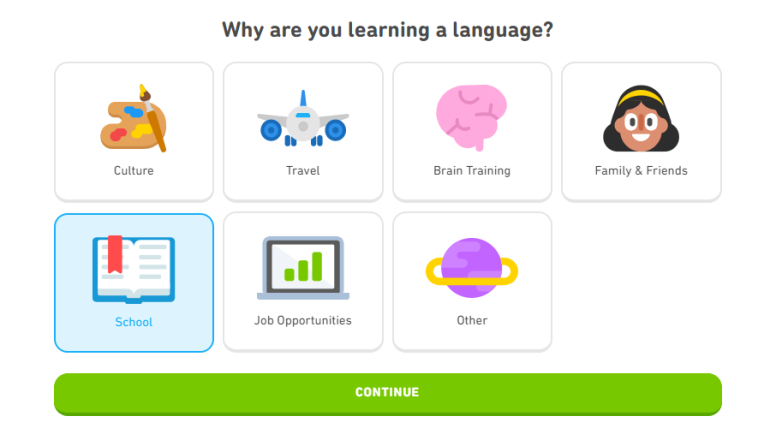 Why are you learning a language?
Culture
Travel
Brain Training
Family & Friends
School
Job Opportunities
Other
CONTINUE